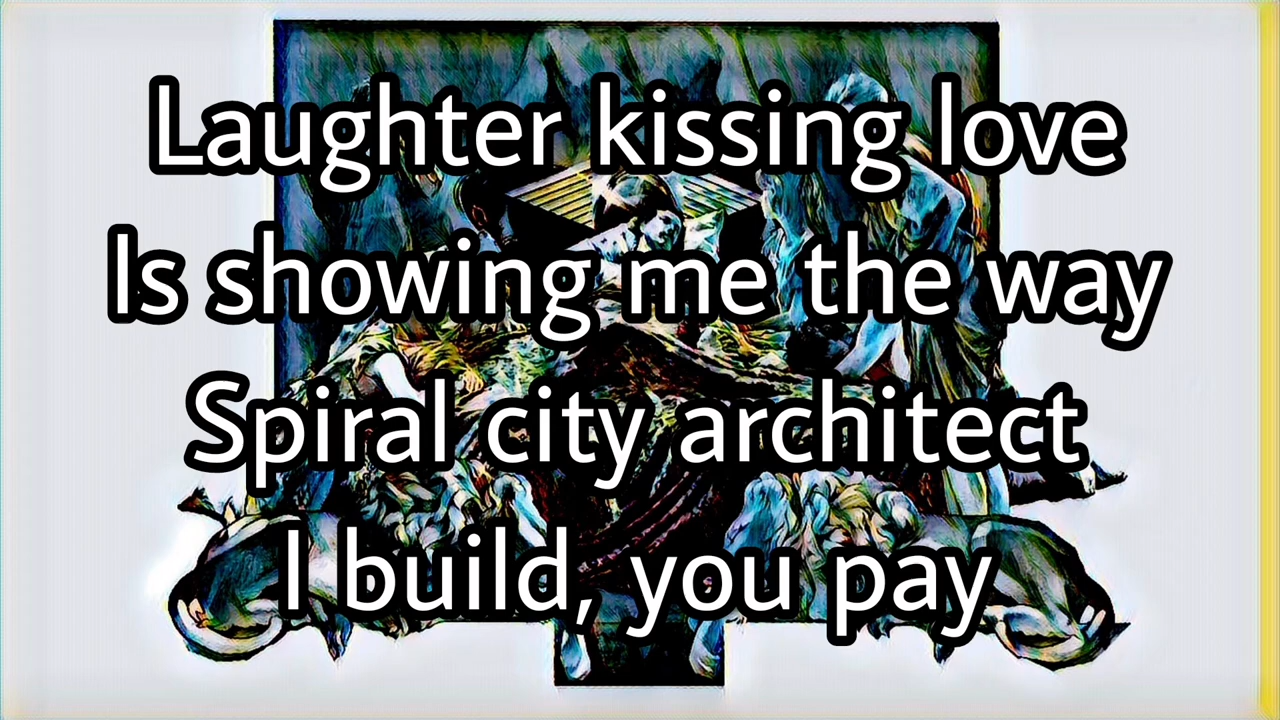 Laughter kissing love
Is showing me the way
Spiral city architect
I build, you pay